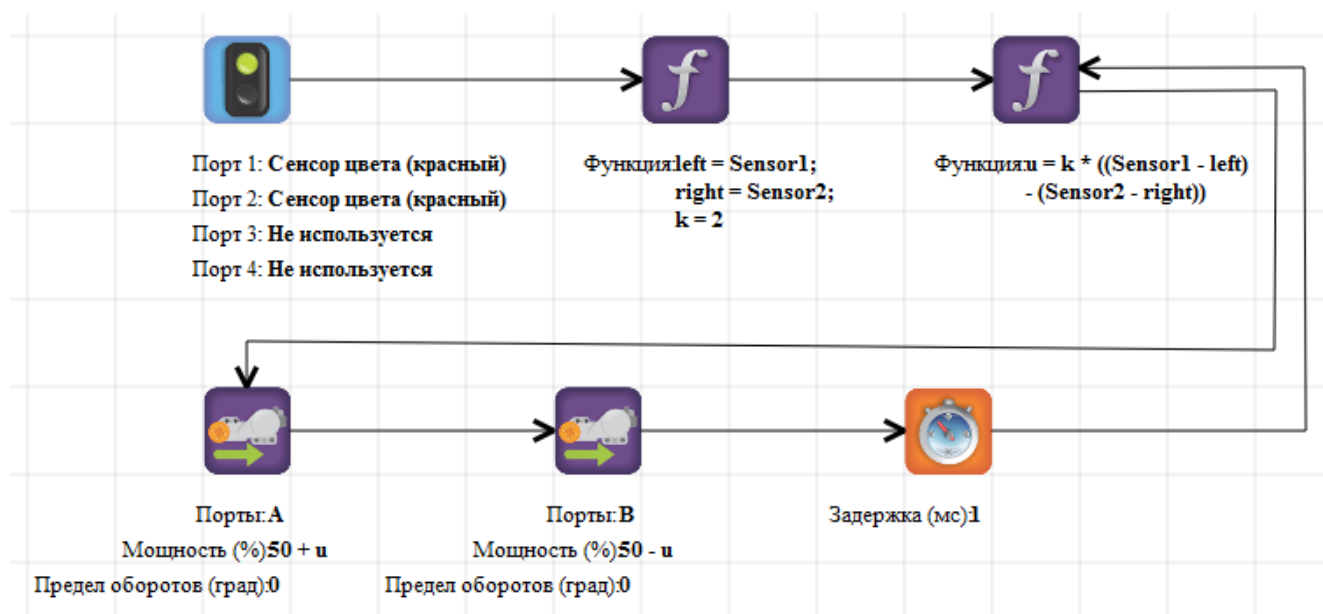 Порт 1: Сенсор цвета (красный)
Порт 2: Сенсор цвета (красный)
Порт 3: Не используется
Порт 4: Не используется
Функция:left = Sensor1;
right = Sensor2;
k = 2
Функция:u = k * ((Sensor1 - left)
- (Sensor2 - right))
Порты:A
Мощность (%)50 + u
Предел оборотов (град):0
Порты:B
Мощность (%)50 - u
Предел оборотов (град):0
Задержка (мс):1